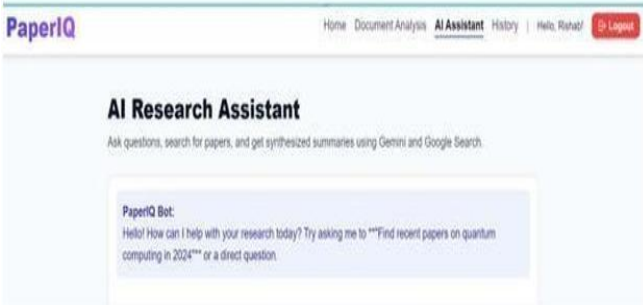 PaperIQ
Home Document Analysis AI Assistant History | Hello, Rishab! Logout
AI Research Assistant
Ask questions, search for papers, and get synthesized summaries using Gemini and Google Search.
PaperIQ Bot:
Hello! How can I help with your research today? Try asking me to ***Find recent papers on quantum
computing in 2024*** or a direct question.